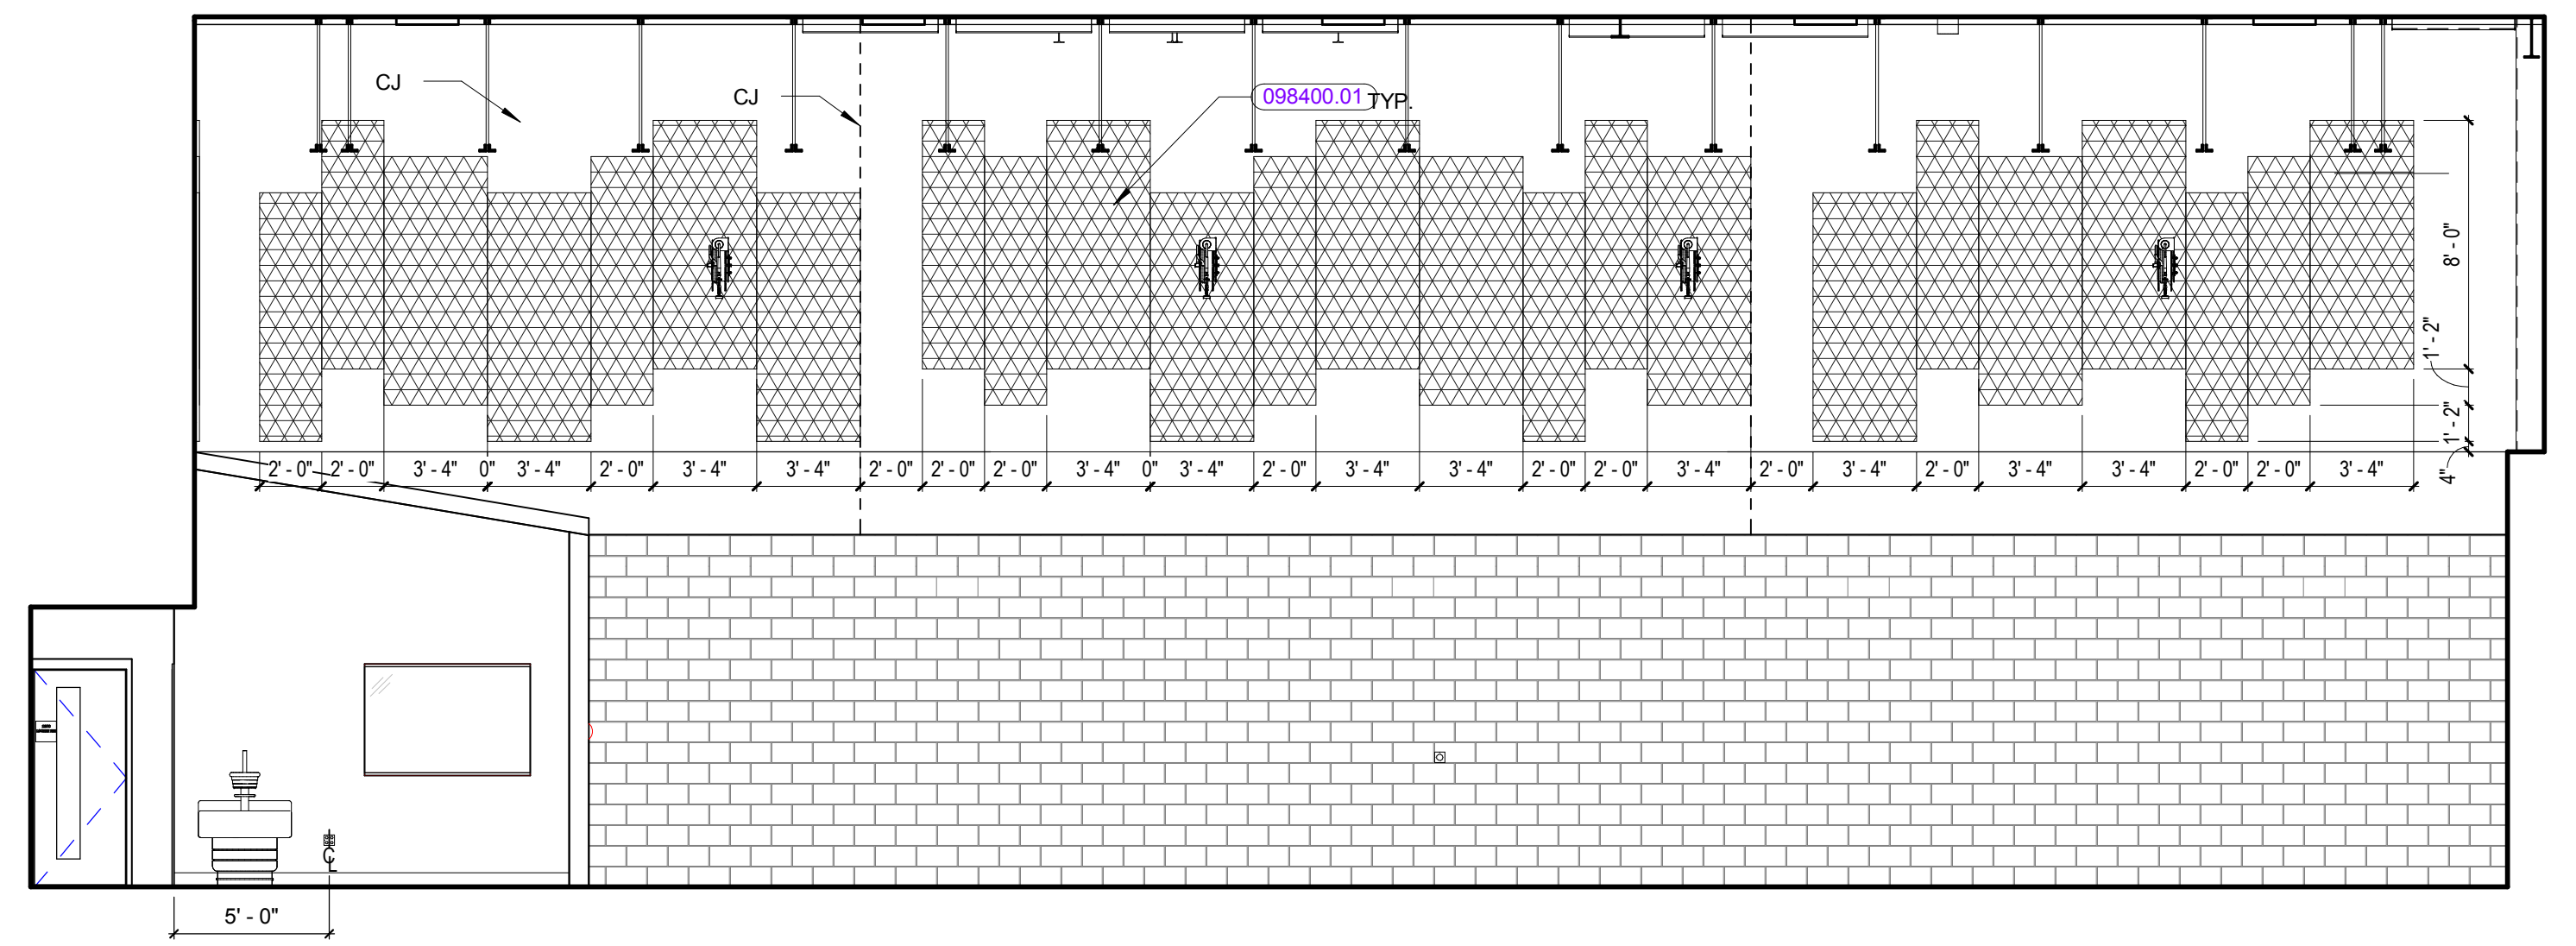 CJ
CJ
098400.01 TYP.
8' - 0"
1' - 2"
1' - 2"
4"
2' - 0" 2' - 0" 3' - 4" 0" 3' - 4" 2' - 0" 3' - 4" 3' - 4" 2' - 0" 2' - 0" 2' - 0" 3' - 4" 0" 3' - 4" 2' - 0" 3' - 4" 3' - 4" 2' - 0" 2' - 0" 3' - 4" 2' - 0" 3' - 4" 2' - 0" 3' - 4" 3' - 4" 2' - 0" 2' - 0" 3' - 4"
CL
5' - 0"